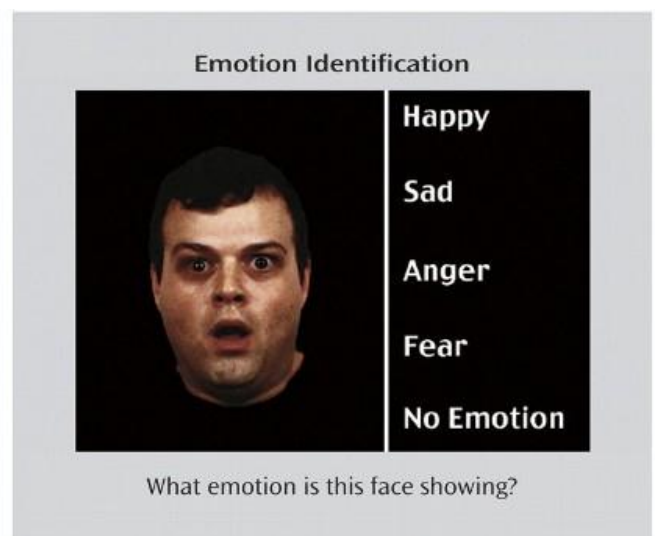 Emotion Identification
Happy
Sad
Anger
Fear
No Emotion
What emotion is this face showing?